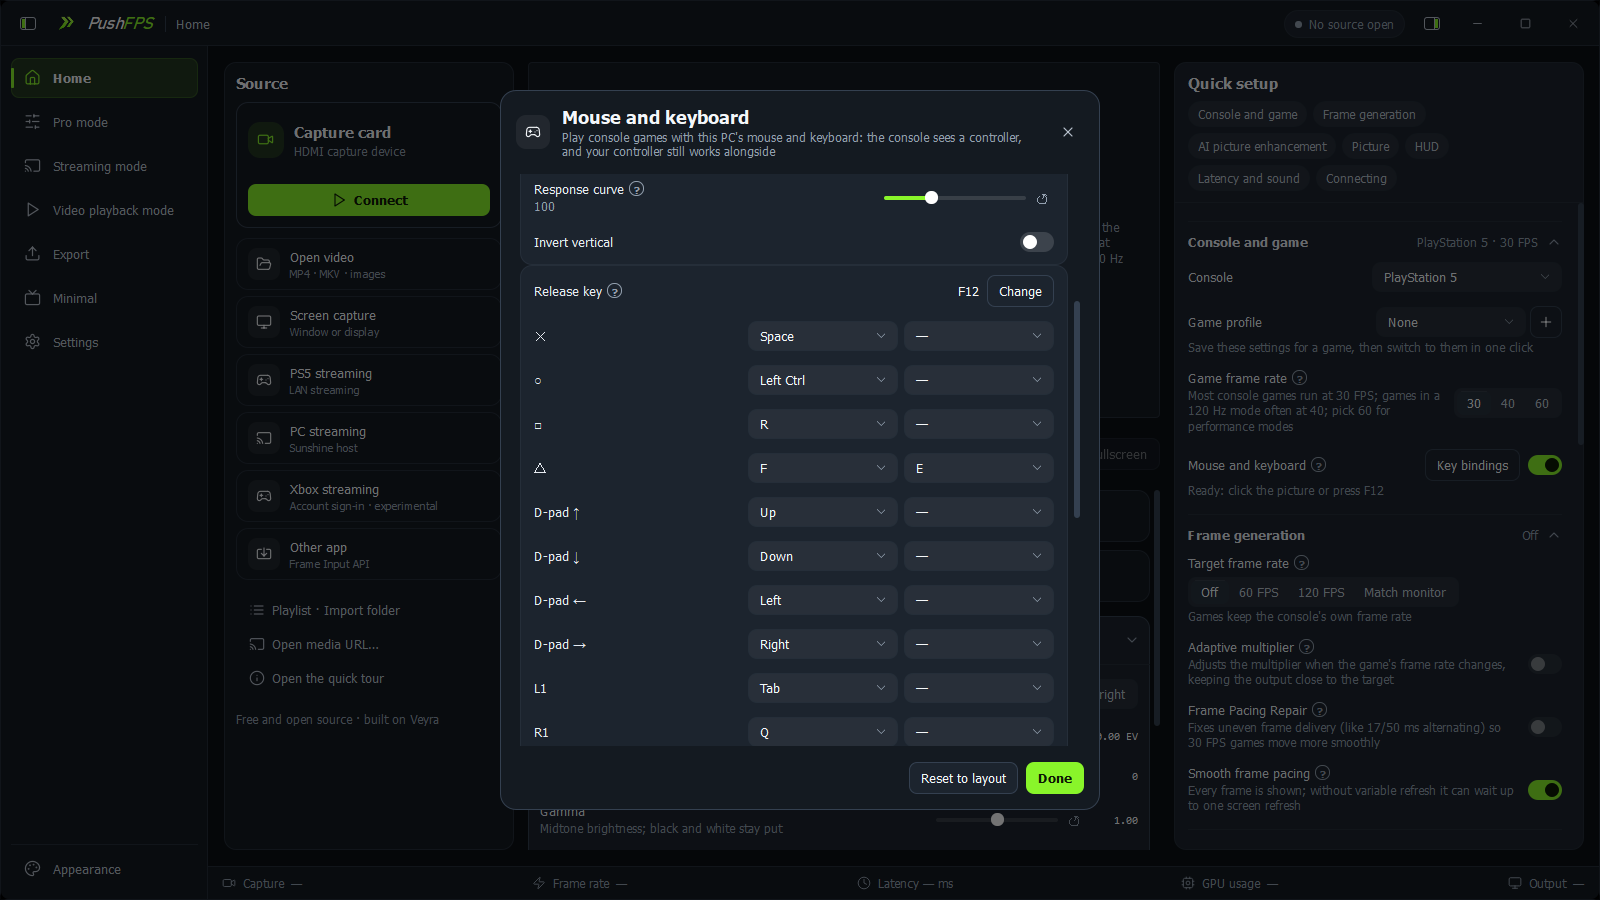 PushFPS
Home
No source open
Home
Pro mode
Streaming mode
Video playback mode
Export
Minimal
Settings
Appearance
Source
Capture card
HDMI capture device
Connect
Open video
MP4 · MKV · images
Screen capture
Window or display
PS5 streaming
LAN streaming
PC streaming
Sunshine host
Xbox streaming
Account sign-in · experimental
Other app
Frame Input API
Playlist · Import folder
Open media URL...
Open the quick tour
Free and open source · built on Veyra
Mouse and keyboard
Play console games with this PC's mouse and keyboard: the console sees a controller,
and your controller still works alongside
Response curve ?
100
Invert vertical
Release key ?
F12
Change
Space
—
Left Ctrl
—
R
—
F
E
D-pad ↑
Up
—
D-pad ↓
Down
—
D-pad ←
Left
—
D-pad →
Right
—
L1
Tab
—
R1
Q
—
Reset to layout
Done
the
at
0 Hz
ullscreen
right
0.00 EV
0
Gamma
Midtone brightness; black and white stay put
1.00
Quick setup
Console and game
Frame generation
AI picture enhancement
Picture
HUD
Latency and sound
Connecting
Console and game
PlayStation 5 · 30 FPS
Console
PlayStation 5
Game profile
None
Save these settings for a game, then switch to them in one click
Game frame rate ?
Most console games run at 30 FPS; games in a
120 Hz mode often at 40; pick 60 for
performance modes
30
40
60
Mouse and keyboard ?
Key bindings
Ready: click the picture or press F12
Frame generation
Off
Target frame rate ?
Off
60 FPS
120 FPS
Match monitor
Games keep the console's own frame rate
Adaptive multiplier ?
Adjusts the multiplier when the game's frame rate changes,
keeping the output close to the target
Frame Pacing Repair ?
Fixes uneven frame delivery (like 17/50 ms alternating) so
30 FPS games move more smoothly
Smooth frame pacing ?
Every frame is shown; without variable refresh it can wait up
to one screen refresh
Capture —
Frame rate —
Latency — ms
GPU usage —
Output —